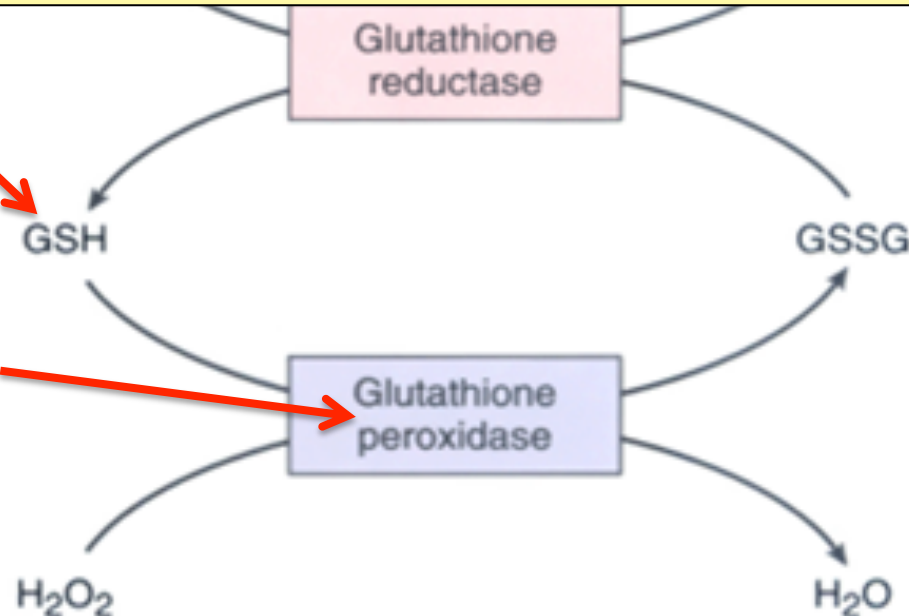 Glutathione
reductase
GSH
GSSG
Glutathione
peroxidase
H₂O₂
H₂O